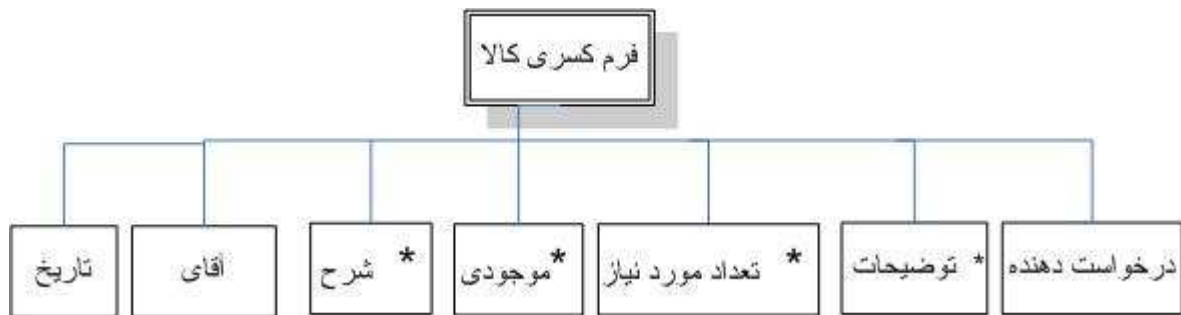 فرم کسری کالا
درخواست دهنده
* توضیحات
تعداد مورد نیاز *
موجودی*
شرح *
آقای
تاریخ